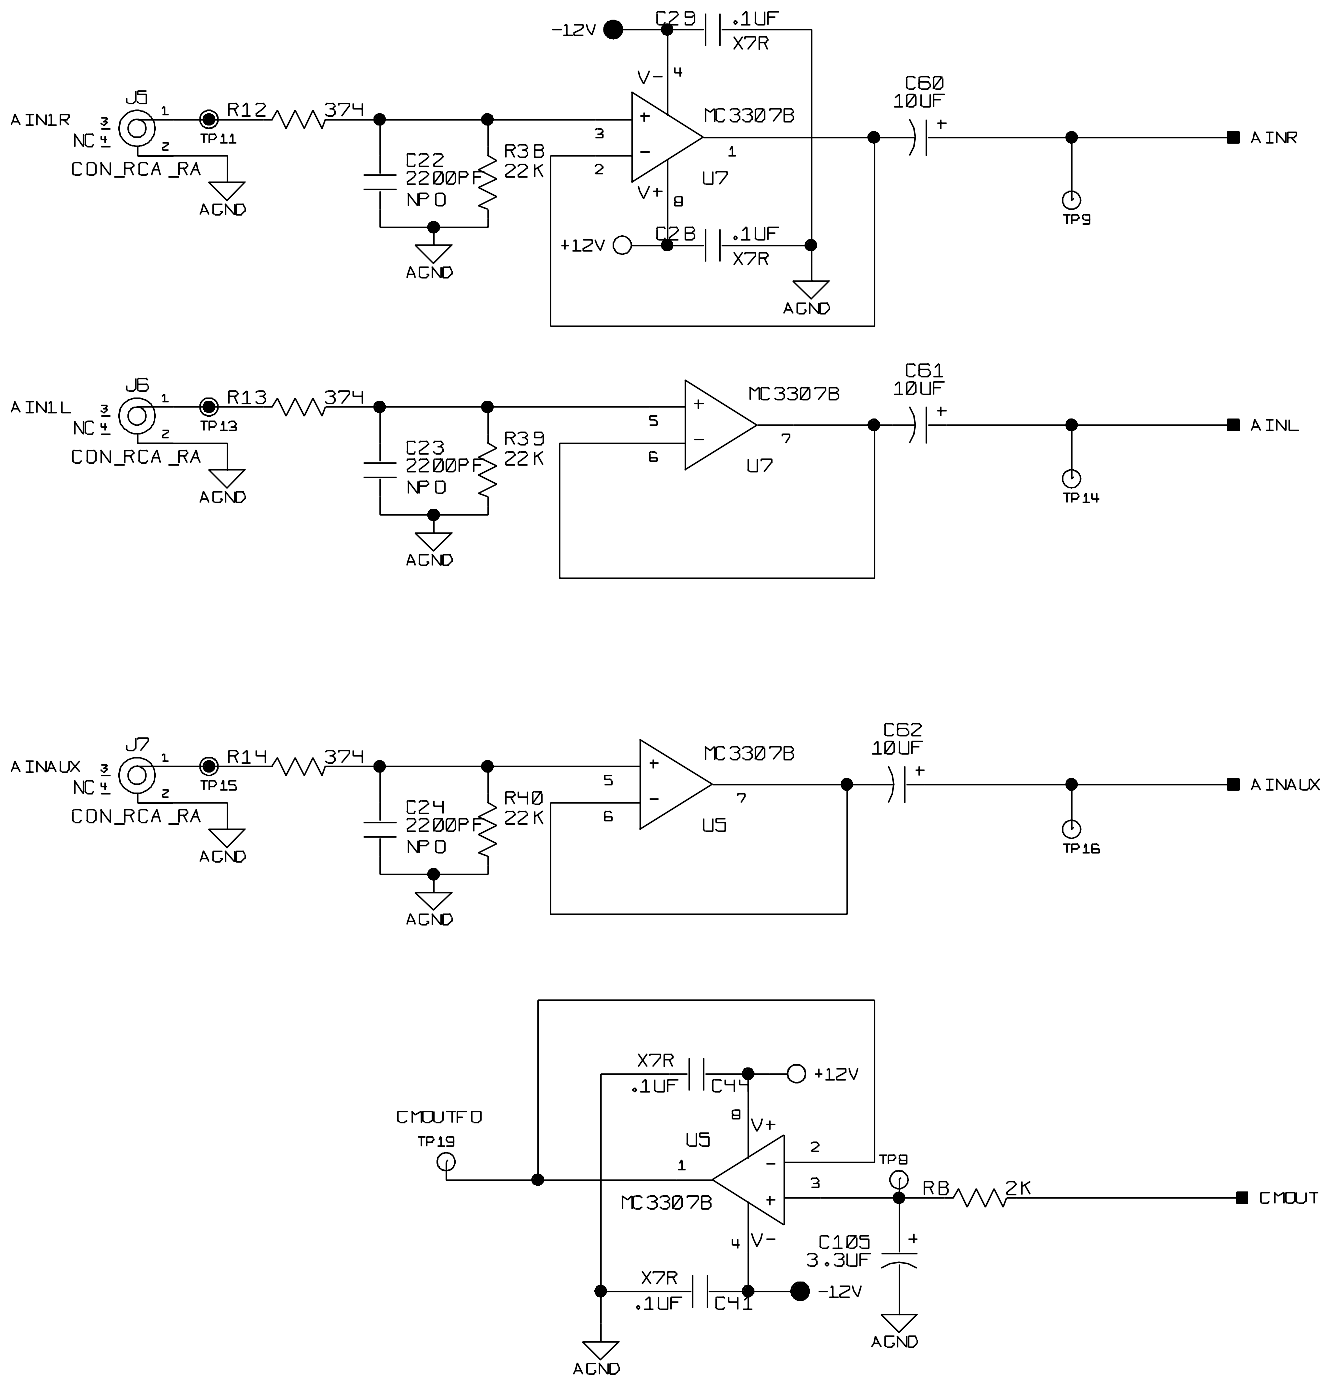 -12V
C29
.1UF
X7R
V-
4
C60
10UF
+
J5
AIN1R
3
NC 4
1
2
TP11
R12
374
CON_RCA_RA
AGND
C22
2200PF
NPO
R38
22K
AGND
+
-
3
2
MC33078
1
U7
V+
8
+12V
C28
.1UF
X7R
AGND
AINR
TP9
J6
AIN1L
3
NC 4
1
2
TP13
R13
374
CON_RCA_RA
AGND
C23
2200PF
NPO
R39
22K
AGND
+
-
5
6
MC33078
7
U7
C61
10UF
+
AINL
TP14
J7
AINAUX
3
NC 4
1
2
TP15
R14
374
CON_RCA_RA
AGND
C24
2200PF
NPO
R40
22K
AGND
+
-
5
6
MC33078
7
U5
C62
10UF
+
AINAUX
TP16
X7R
.1UF
C44
+12V
8
V+
CMOUTFO
TP19
U5
1
MC33078
-
+
2
3
TP8
R8
2K
CMOUT
4
V-
C105
3.3UF
+
X7R
.1UF
C41
-12V
AGND
AGND